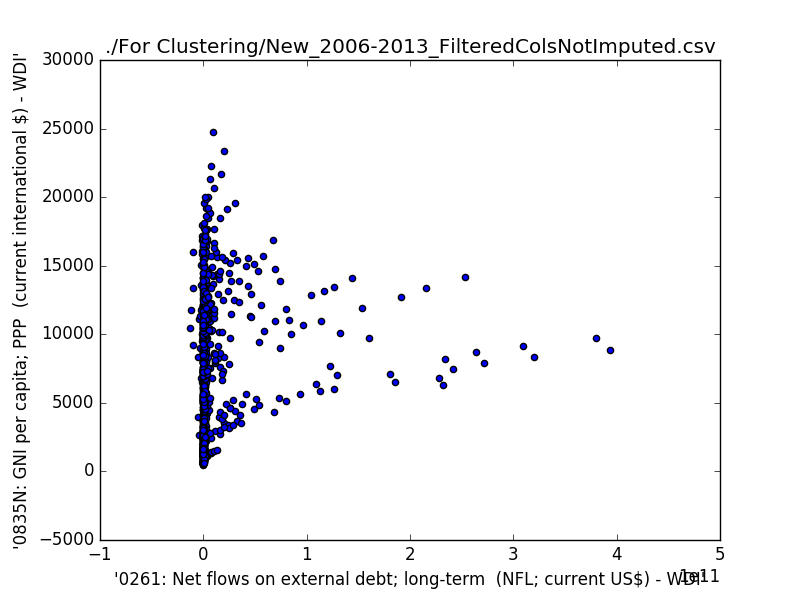 ./For Clustering/New_2006-2013_FilteredColsNotImputed.csv
'0835N: GNI per capita; PPP  (current international $) - WDI'
30000
25000
20000
15000
10000
5000
0
−5000
−1 0 1 2 3 4 5
1e11
'0261: Net flows on external debt; long-term  (NFL; current US$) - WDI'